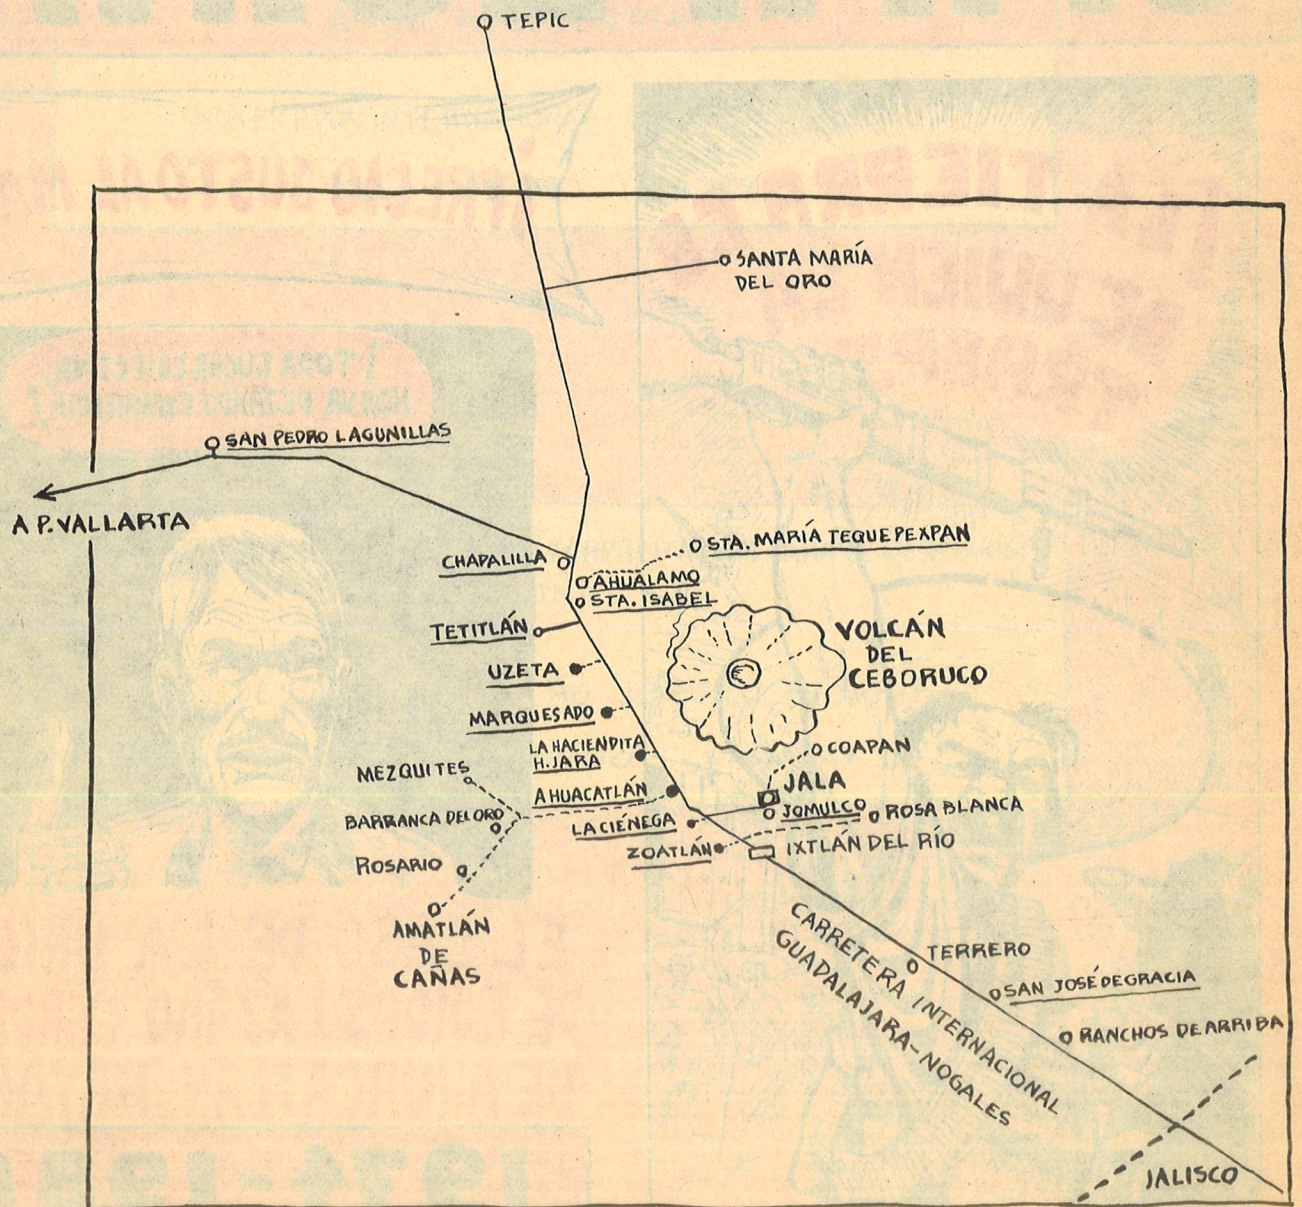 TEPIC
SANTA MARÍA
DEL ORO
SAN PEDRO LAGUNILLAS
A P. VALLARTA
CHAPALILLA
STA. MARÍA TEQUEPEXPAN
AHUALAMO
STA. ISABEL
TETITLÁN
VOLCÁN
DEL
CEBORUCO
UZETA
MARQUESADO
LA HACIENDITA
H. JARA
COAPAN
MEZQUITES
JALA
AHUACATLÁN
JOMULCO
ROSA BLANCA
BARRANCA DEL ORO
LA CIÉNEGA
ZOATLÁN
IXTLÁN DEL RÍO
ROSARIO
AMATLÁN
DE
CAÑAS
CARRETERA INTERNACIONAL
GUADALAJARA-NOGALES
TERRERO
SAN JOSÉ DE GRACIA
RANCHOS DE ARRIBA
JALISCO